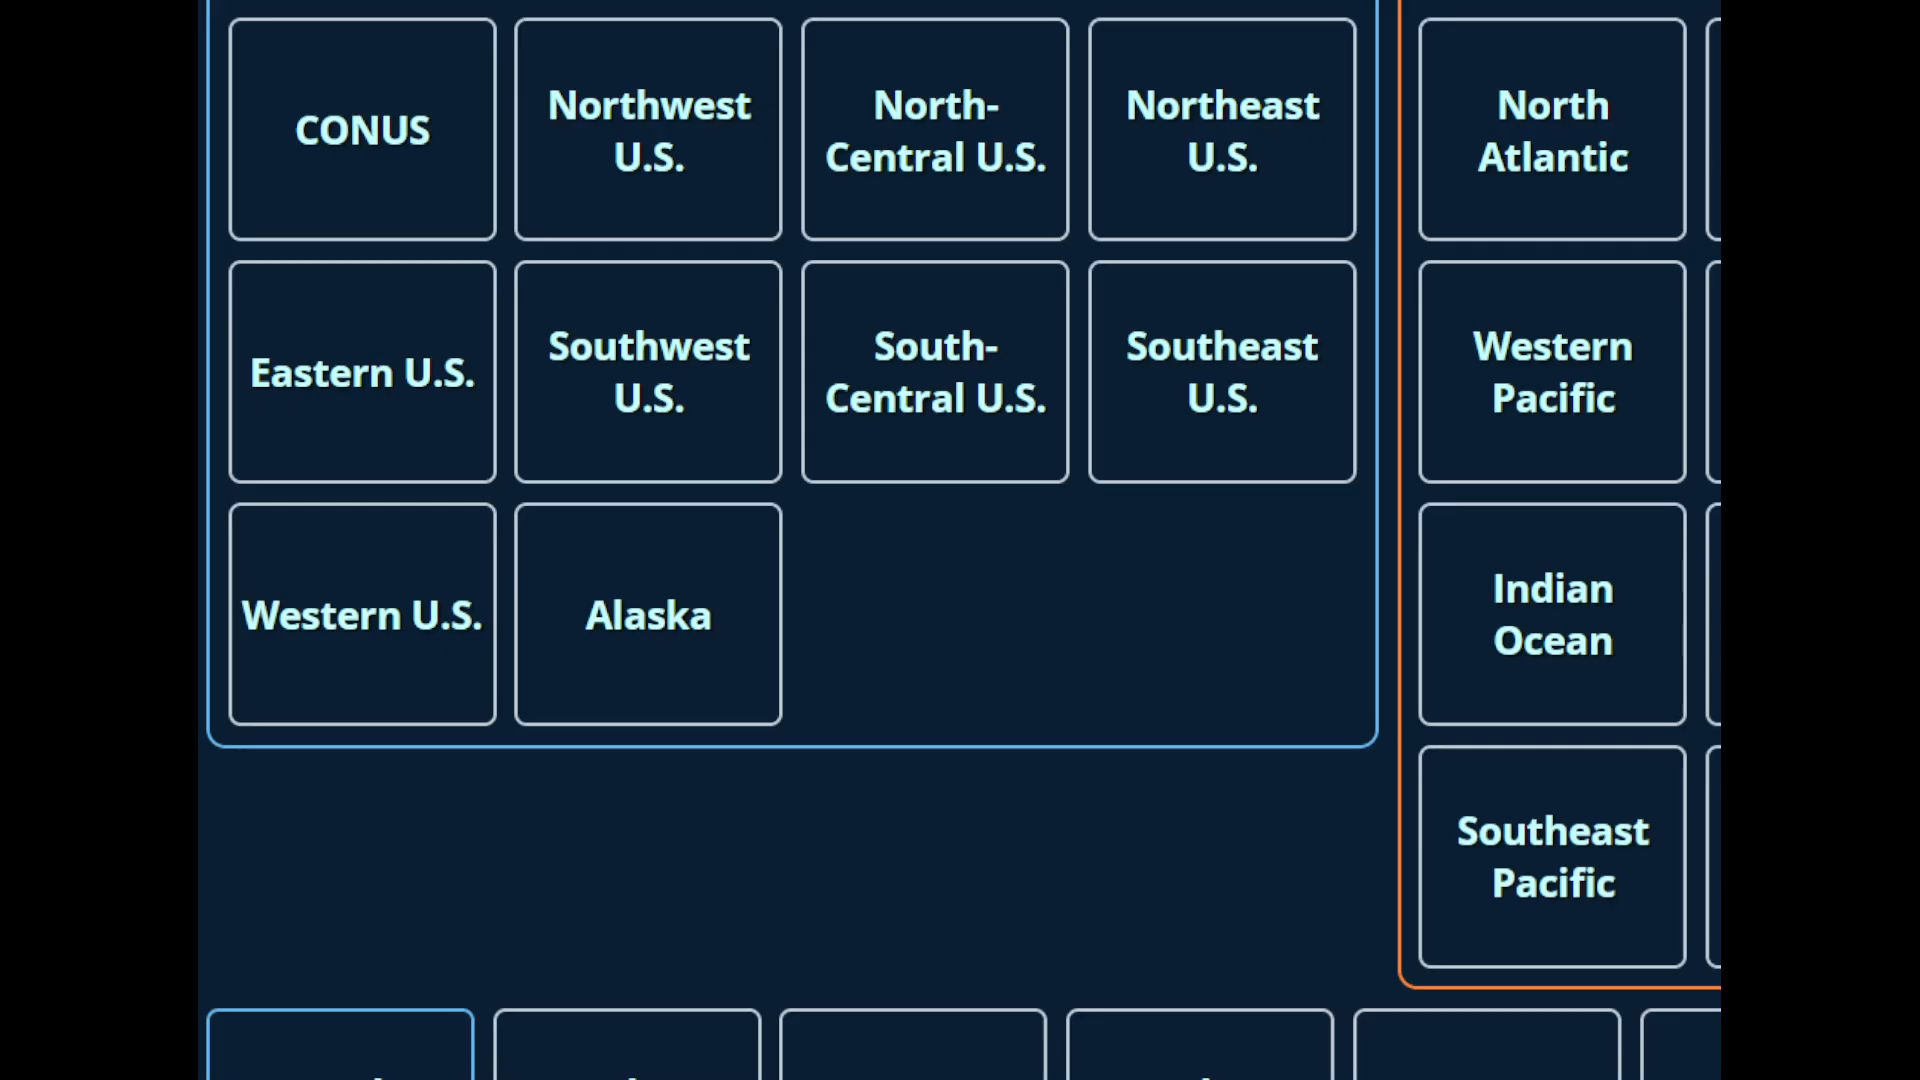 CONUS
Northwest
U.S.
North-
Central U.S.
Northeast
U.S.
North
Atlantic
Eastern U.S.
Southwest
U.S.
South-
Central U.S.
Southeast
U.S.
Western
Pacific
Western U.S.
Alaska
Indian
Ocean
Southeast
Pacific